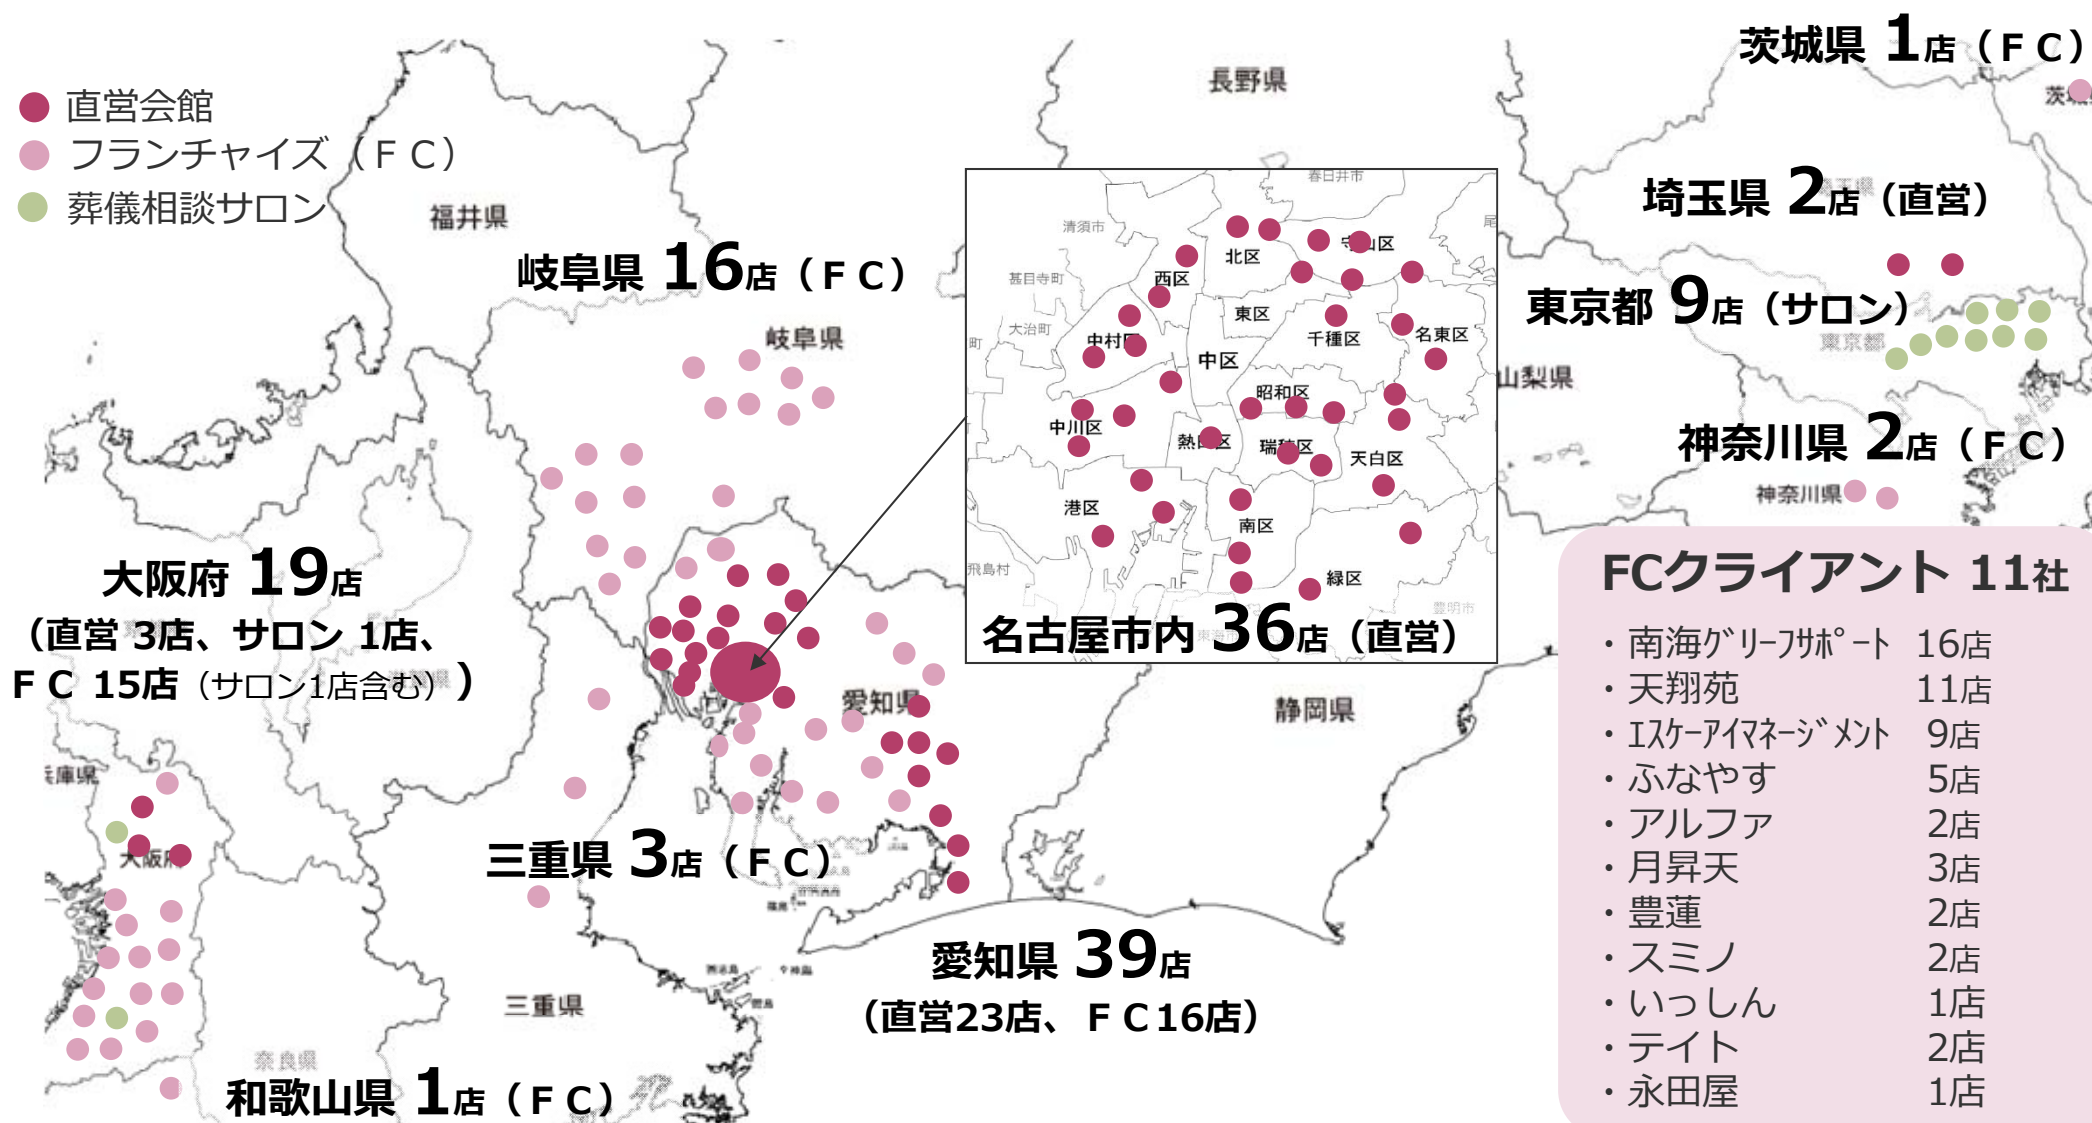 直営会館
フランチャイズ（ＦＣ）
葬儀相談サロン
福井県
岐阜県 16店（ＦＣ）
岐阜県
長野県
茨城県 1店（ＦＣ）
埼玉県 2店（直営）
東京都 9店（サロン）
東京都
山梨県
神奈川県 2店（ＦＣ）
神奈川県
春日井市
清須市
北区
守山区
甚目寺町
西区
東区
大治町
中村区
千種区
名東区
町
中区
昭和区
中川区
熱田区
瑞穂区
天白区
港区
南区
飛島村
緑区
豊明市
東海市
名古屋市内 36店（直営）
大阪府 19店
（直営 3店、サロン 1店、
ＦＣ 15店（サロン1店含む））
愛知県
静岡県
兵庫県
大阪府
三重県 3店（ＦＣ）
愛知県 39店
（直営23店、ＦＣ16店）
三重県
奈良県
和歌山県 1店（ＦＣ）
FCクライアント 11社
・南海ｸﾞﾘｰﾌｻﾎﾟｰﾄ 16店
・天翔苑 11店
・ｴｽｹｰｱｲﾏﾈｰｼﾞﾒﾝﾄ 9店
・ふなやす 5店
・アルファ 2店
・月昇天 3店
・豊蓮 2店
・スミノ 2店
・いっしん 1店
・テイト 2店
・永田屋 1店